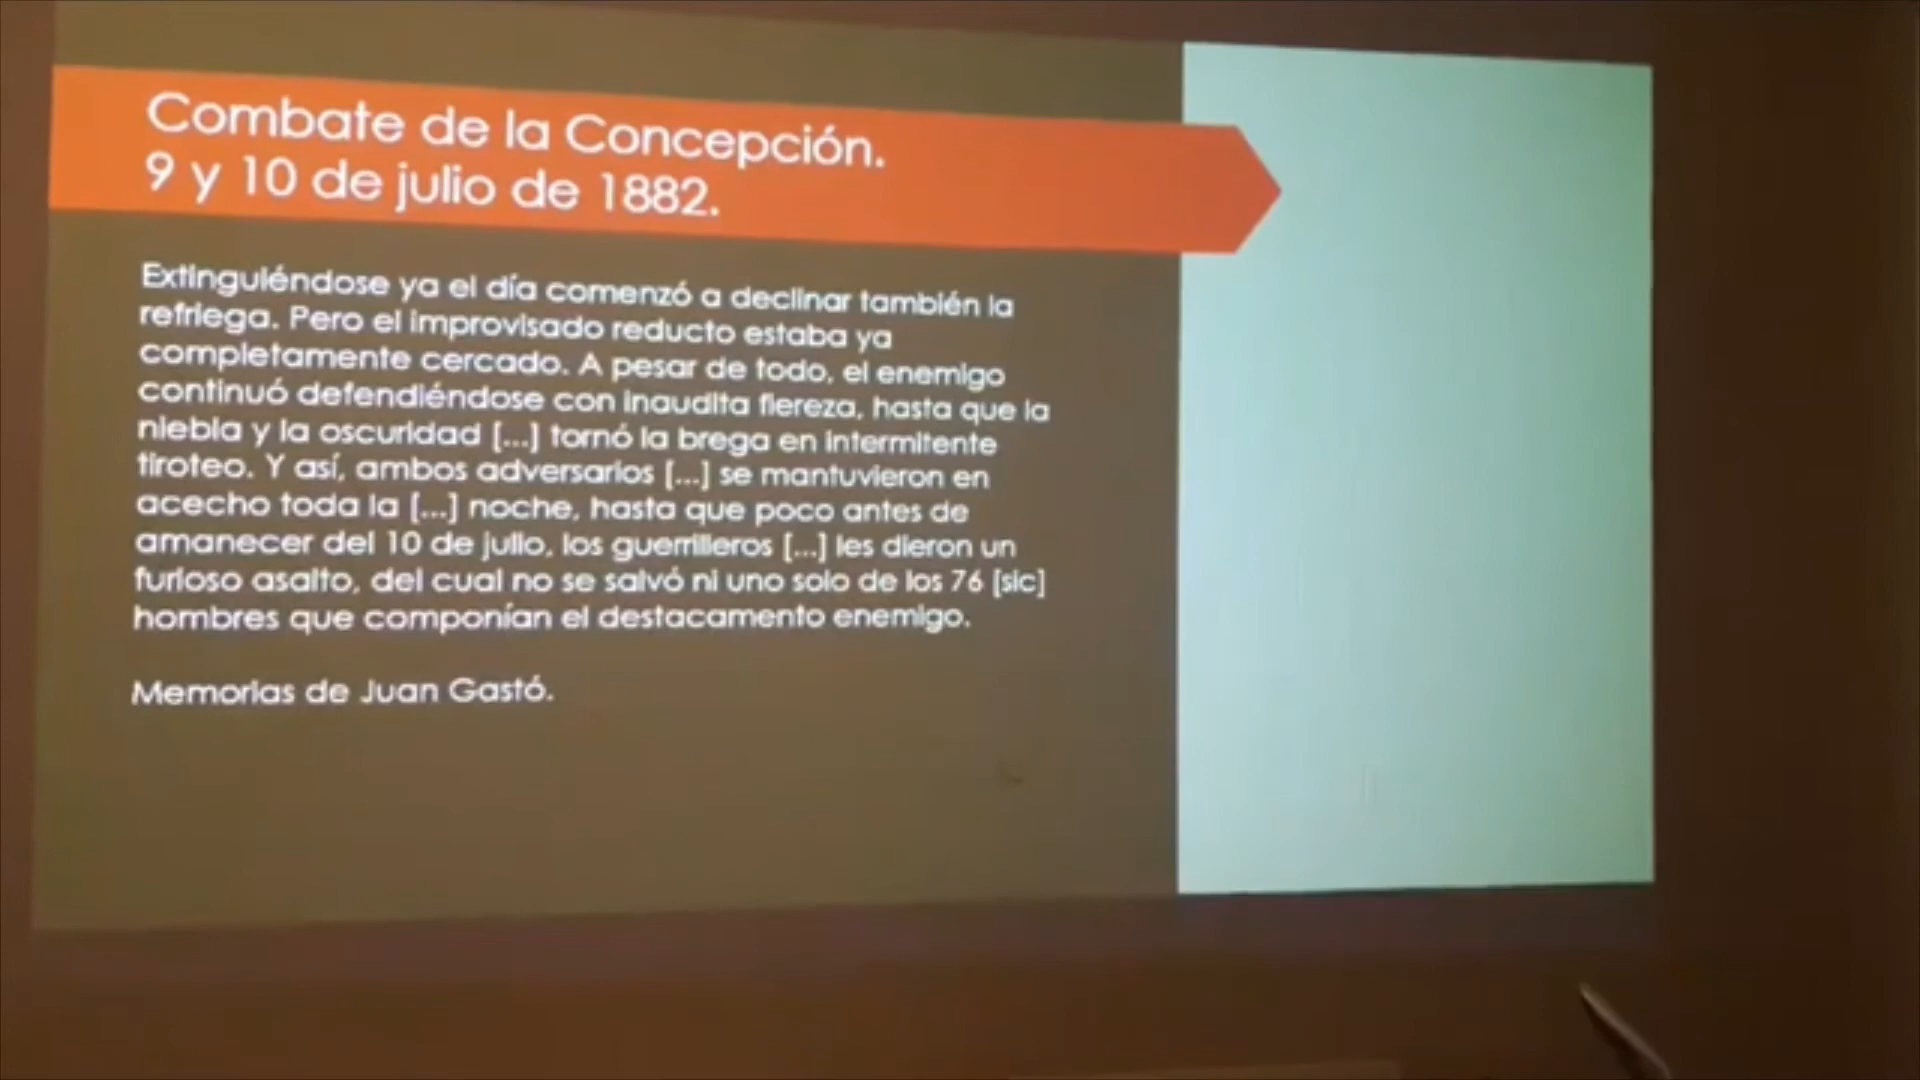 Combate de la Concepción.
9 y 10 de julio de 1882.
Extinguiéndose ya el día comenzó a declinar también la
refriega. Pero el improvisado reducto estaba ya
completamente cercado. A pesar de todo, el enemigo
continuó defendiéndose con inaudita fiereza, hasta que la
niebla y la oscuridad [...] tornó la brega en intermitente
tiroteo. Y así, ambos adversarios [...] se mantuvieron en
acecho toda la [...] noche, hasta que poco antes de
amanecer del 10 de julio, los guerrilleros [...] les dieron un
furioso asalto, del cual no se salvó ni uno solo de los 76 [sic]
hombres que componían el destacamento enemigo.
Memorias de Juan Gastó.